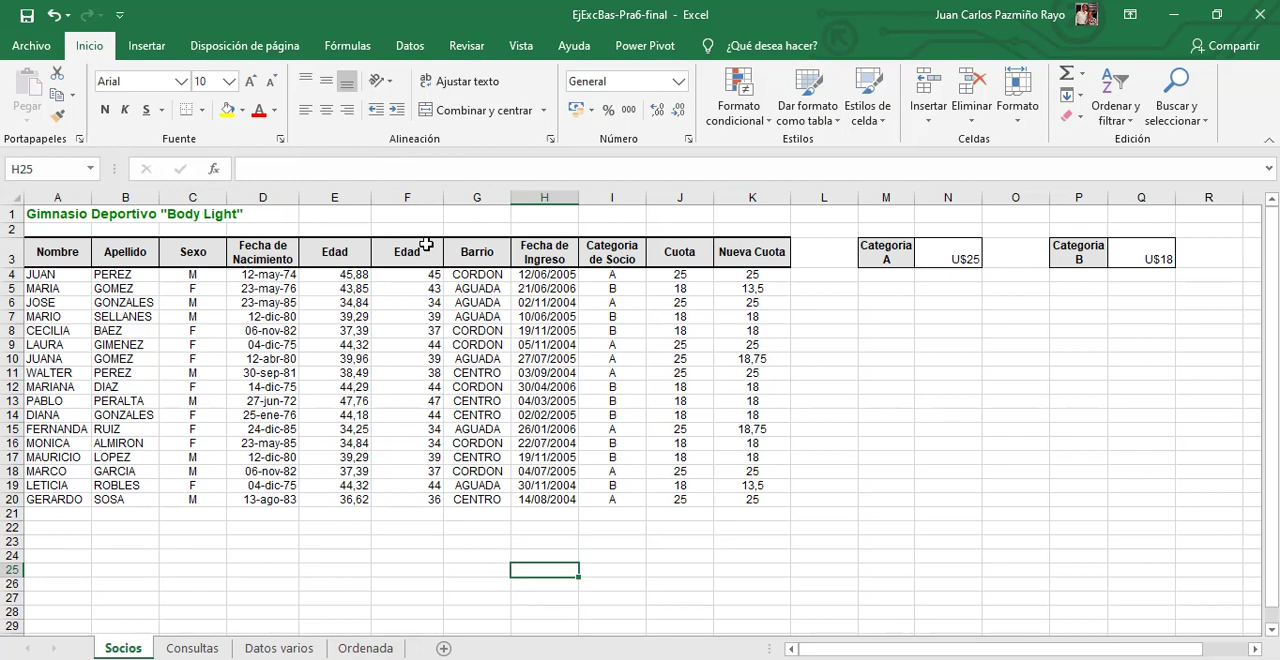 EjExcBas-Pra6-final - Excel
Juan Carlos Pazmiño Rayo
Archivo Inicio Insertar Disposición de página Fórmulas Datos Revisar Vista Ayuda Power Pivot ¿Qué desea hacer? Compartir
Pegar
Arial 10
N K S A
Ajustar texto
Combinar y centrar
General
% 000
Formato condicional
Dar formato como tabla
Estilos de celda
Insertar Eliminar Formato
Ordenar y filtrar
Buscar y seleccionar
Portapapeles Fuente Alineación Número Estilos Celdas Edición
H25 fx
A B C D E F G H I J K L M N O P Q R
1 Gimnasio Deportivo "Body Light"
2
3 Nombre Apellido Sexo Fecha de Nacimiento Edad Edad Barrio Fecha de Ingreso Categoria de Socio Cuota Nueva Cuota Categoria A U$25 Categoria B U$18
4 JUAN PEREZ M 12-may-74 45,88 45 CORDON 12/06/2005 A 25 25
5 MARIA GOMEZ F 23-may-76 43,85 43 AGUADA 21/06/2006 B 18 13,5
6 JOSE GONZALES M 23-may-85 34,84 34 AGUADA 02/11/2004 A 25 25
7 MARIO SELLANES M 12-dic-80 39,29 39 AGUADA 10/06/2005 B 18 18
8 CECILIA BAEZ F 06-nov-82 37,39 37 CORDON 19/11/2005 B 18 18
9 LAURA GIMENEZ F 04-dic-75 44,32 44 CORDON 05/11/2004 A 25 25
10 JUANA GOMEZ F 12-abr-80 39,96 39 AGUADA 27/07/2005 A 25 18,75
11 WALTER PEREZ M 30-sep-81 38,49 38 CENTRO 03/09/2004 A 25 25
12 MARIANA DIAZ F 14-dic-75 44,29 44 CORDON 30/04/2006 B 18 18
13 PABLO PERALTA M 27-jun-72 47,76 47 CENTRO 04/03/2005 B 18 18
14 DIANA GONZALES F 25-ene-76 44,18 44 CENTRO 02/02/2005 B 18 18
15 FERNANDA RUIZ F 24-dic-85 34,25 34 AGUADA 26/01/2006 A 25 18,75
16 MONICA ALMIRON F 23-may-85 34,84 34 CORDON 22/07/2004 B 18 18
17 MAURICIO LOPEZ M 12-dic-80 39,29 39 CENTRO 19/11/2005 B 18 18
18 MARCO GARCIA M 06-nov-82 37,39 37 CORDON 04/07/2005 A 25 25
19 LETICIA ROBLES F 04-dic-75 44,32 44 AGUADA 30/11/2004 B 18 13,5
20 GERARDO SOSA M 13-ago-83 36,62 36 CENTRO 14/08/2004 A 25 25
21
22
23
24
25
26
27
28
29
Socios Consultas Datos varios Ordenada